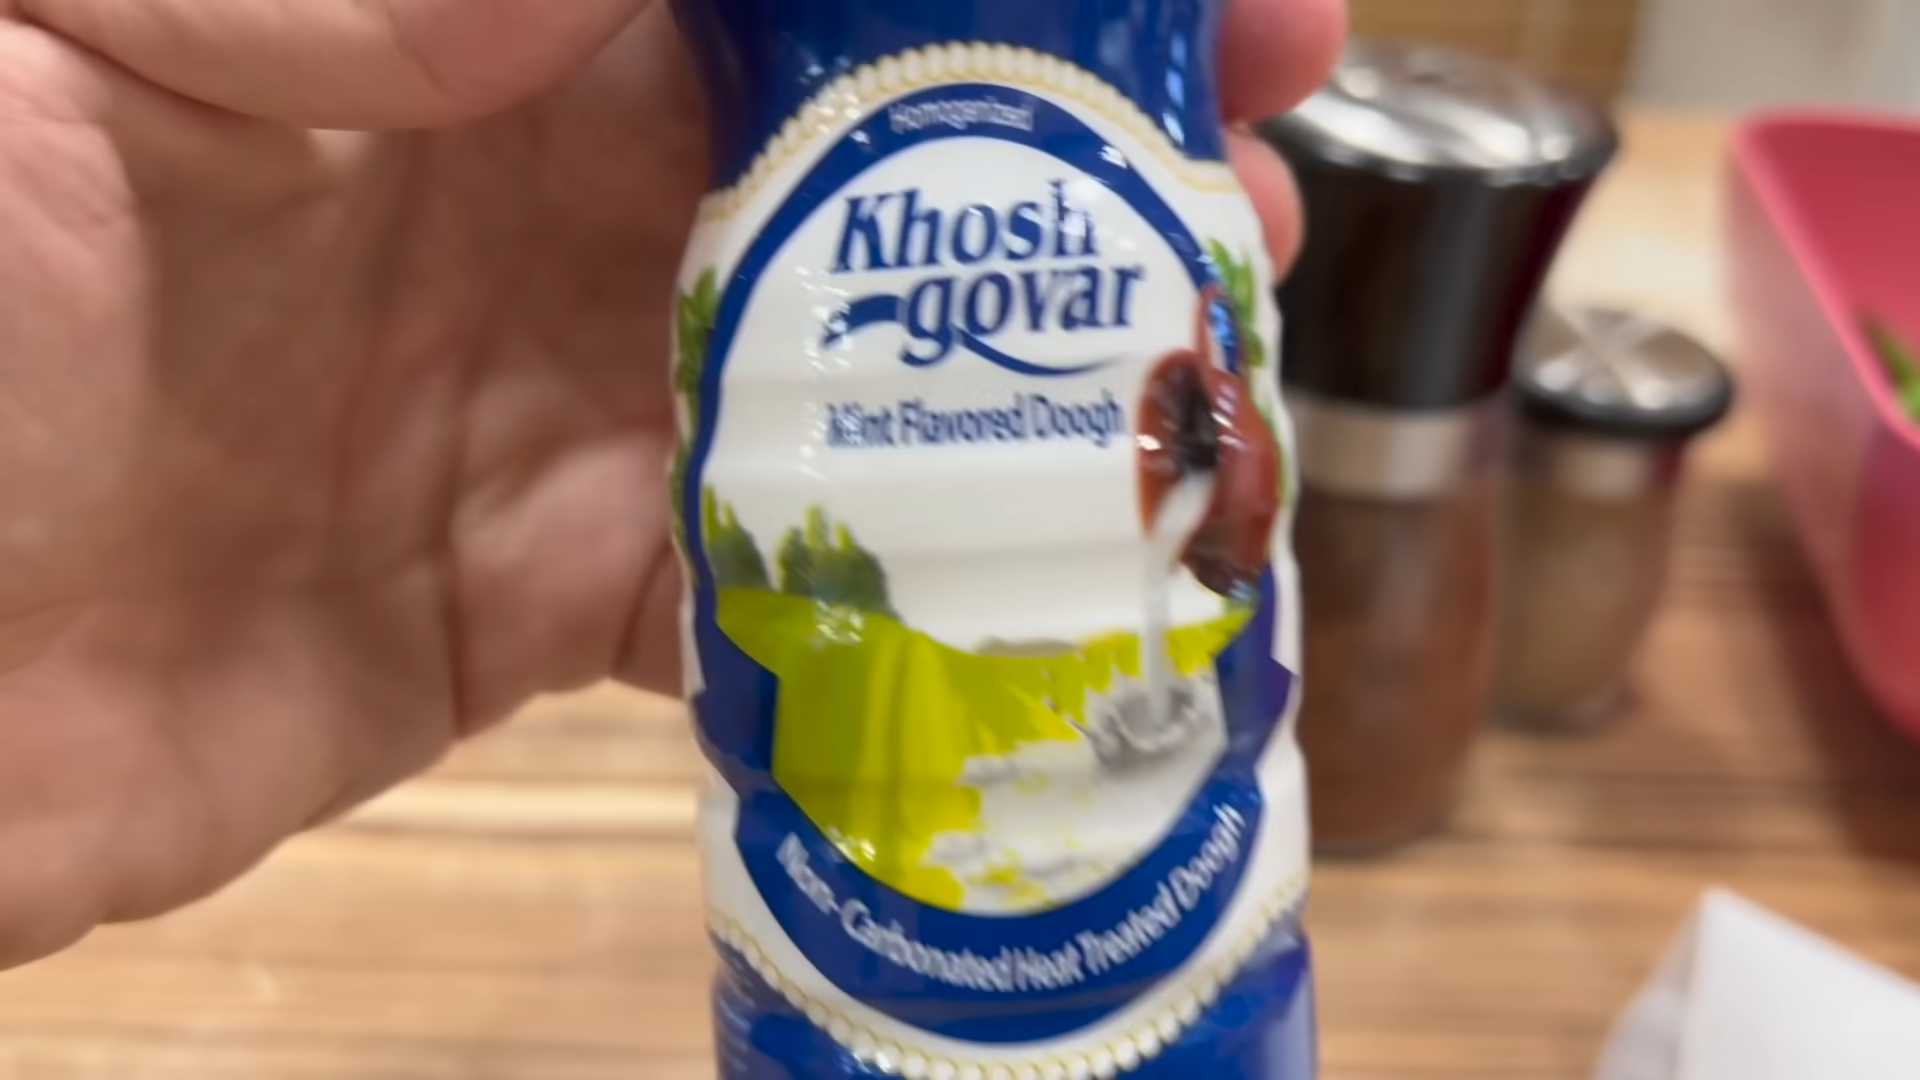 Homogenized
Khosh
govar
Mint Flavored Doogh
Non-Carbonated Heat Treated Doogh